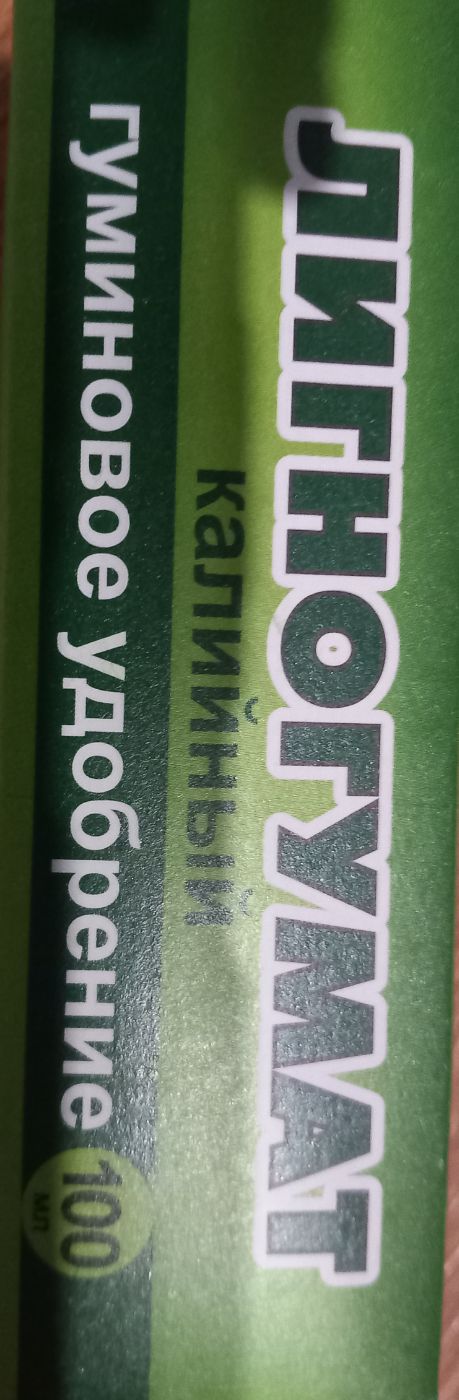 ЛИГНОГУМАТ
калийный
гуминовое удобрение 100 мл